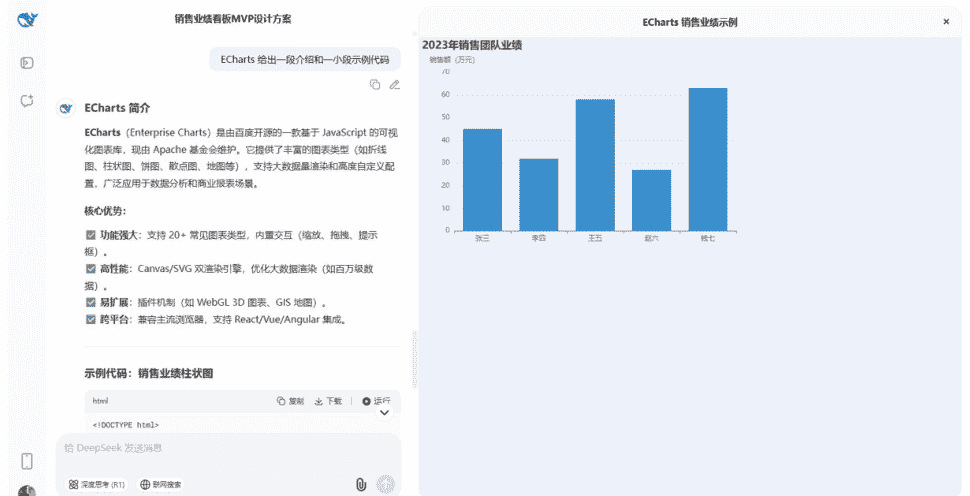 销售业绩看板MVP设计方案
ECharts 给出一段介绍和一小段示例代码
ECharts 简介
ECharts（Enterprise Charts）是由百度开源的一款基于 JavaScript 的可视
化图表库，现由 Apache 基金会维护。它提供了丰富的图表类型（如折线
图、柱状图、饼图、散点图、地图等），支持大数据量渲染和高度自定义配
置，广泛应用于数据分析和商业报表场景。
核心优势：
功能强大：支持 20+ 常见图表类型，内置交互（缩放、拖拽、提示
框）。
高性能：Canvas/SVG 双渲染引擎，优化大数据渲染（如百万级数
据）。
易扩展：插件机制（如 WebGL 3D 图表、GIS 地图）。
跨平台：兼容主流浏览器，支持 React/Vue/Angular 集成。
示例代码：销售业绩柱状图
html 复制 下载 运行
<!DOCTYPE html>
给 DeepSeek 发送消息
深度思考 (R1) 联网搜索
ECharts 销售业绩示例
2023年销售团队业绩
销售额（万元）
70
60
50
40
30
20
10
0
张三 李四 王五 赵六 钱七